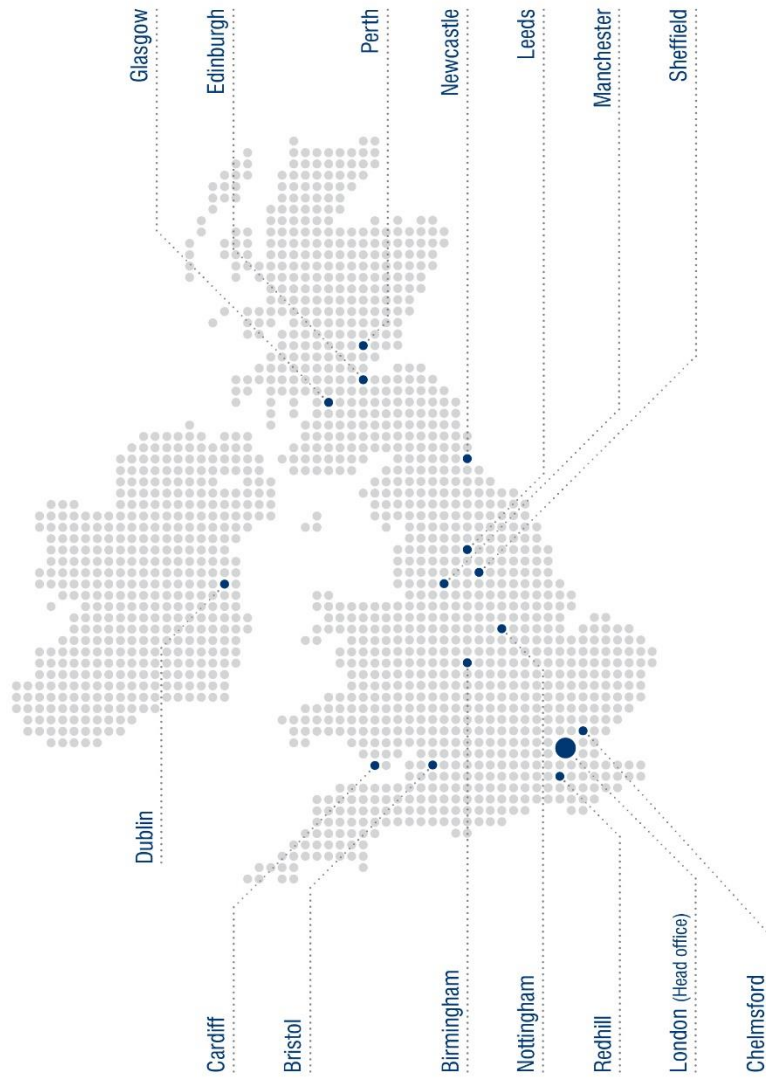 Glasgow
Edinburgh
Perth
Newcastle
Leeds
Manchester
Sheffield
Dublin
Cardiff
Bristol
Birmingham
Nottingham
Redhill
London (Head office)
Chelmsford